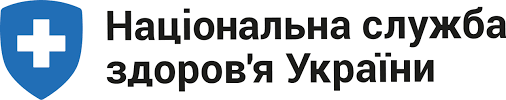 Національна служба
здоров'я України